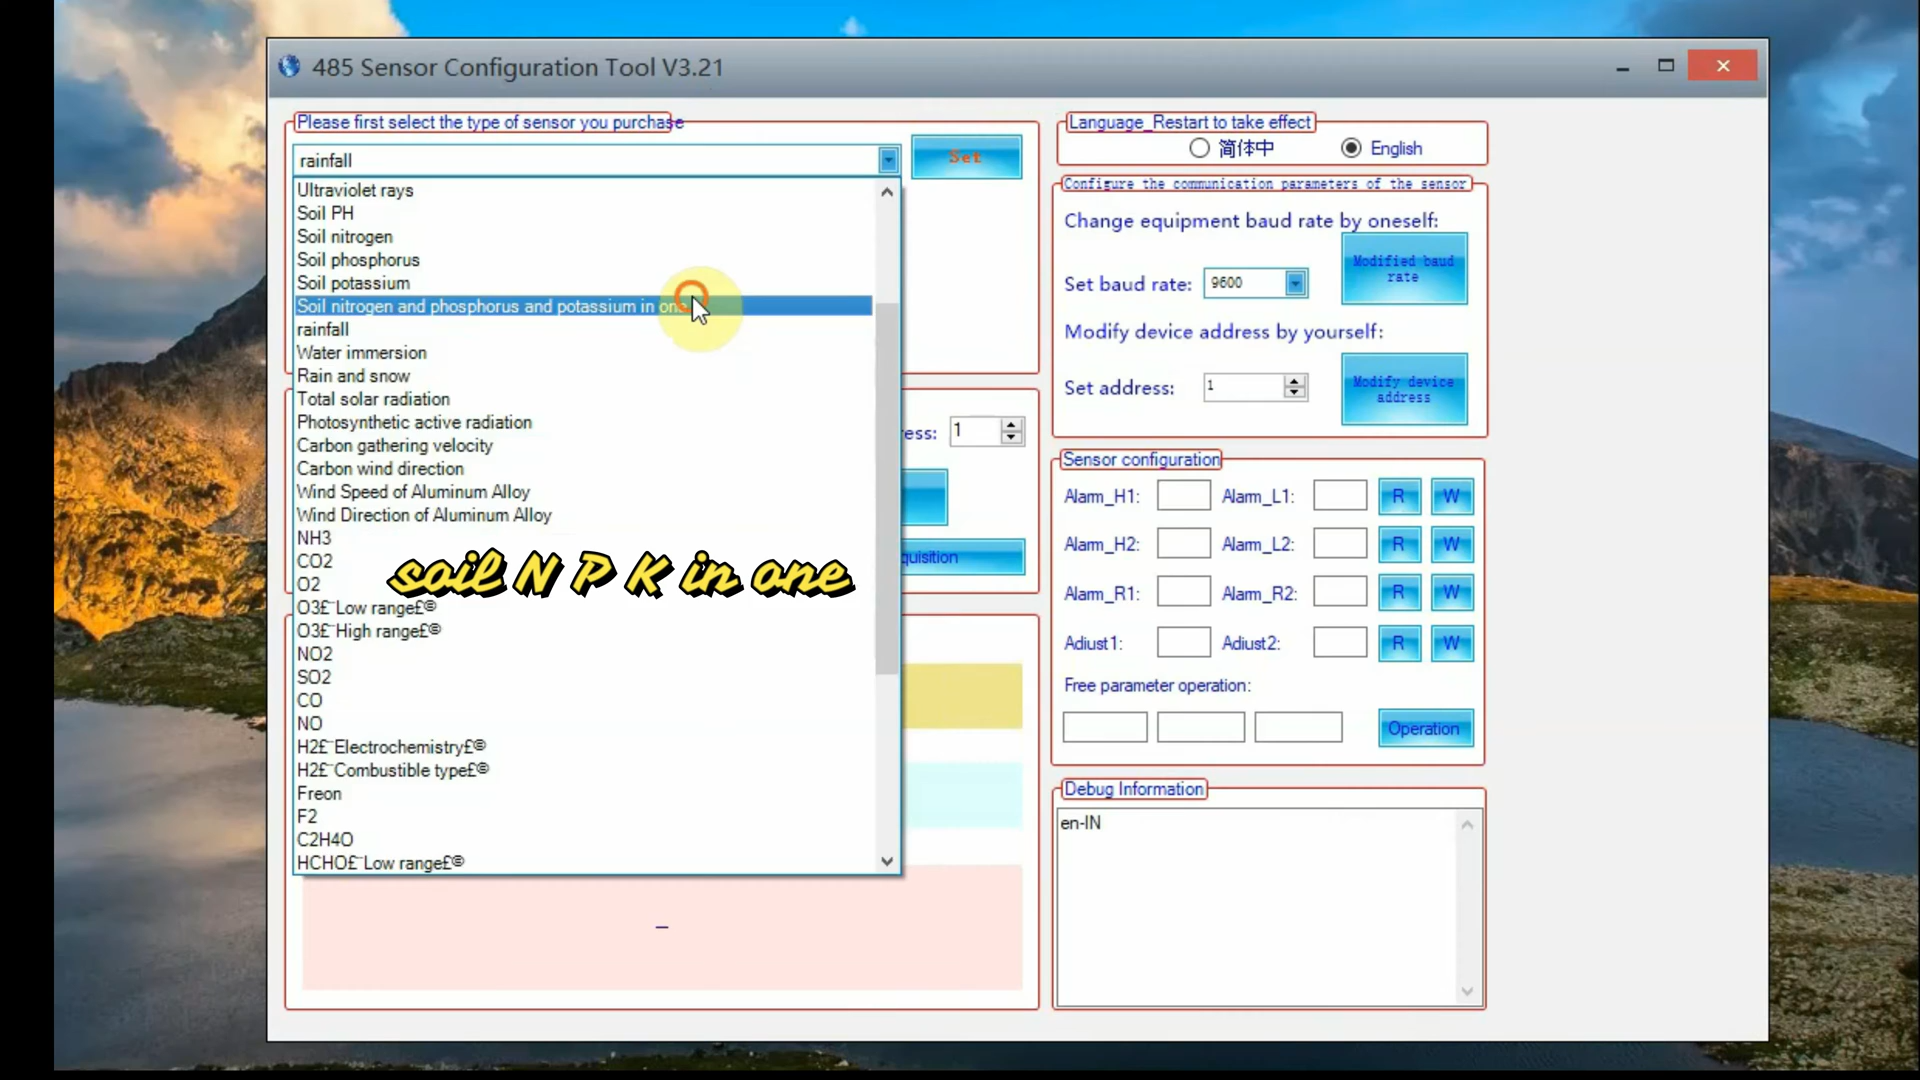 485 Sensor Configuration Tool V3.21
Please first select the type of sensor you purchase
rainfall
Set
Ultraviolet rays
Soil PH
Soil nitrogen
Soil phosphorus
Soil potassium
Soil nitrogen and phosphorus and potassium in one
rainfall
Water immersion
Rain and snow
Total solar radiation
Photosynthetic active radiation
Carbon gathering velocity
Carbon wind direction
Wind Speed of Aluminum Alloy
Wind Direction of Aluminum Alloy
NH3
CO2
O2
O3£¨Low range£©
O3£¨High range£©
NO2
SO2
CO
NO
H2£¨Electrochemistry£©
H2£¨Combustible type£©
Freon
F2
C2H4O
HCHO£¨Low range£©
soil N P K in one
ess: 1
quisition
Language_Restart to take effect
简体中
English
Configure the communication parameters of the sensor
Change equipment baud rate by oneself:
Set baud rate: 9600
Modified baud
rate
Modify device address by yourself:
Set address: 1
Modify device
address
Sensor configuration
Alarm_H1: Alarm_L1: R W
Alarm_H2: Alarm_L2: R W
Alarm_R1: Alarm_R2: R W
Adiust1: Adiust2: R W
Free parameter operation:
Operation
Debug Information
en-IN